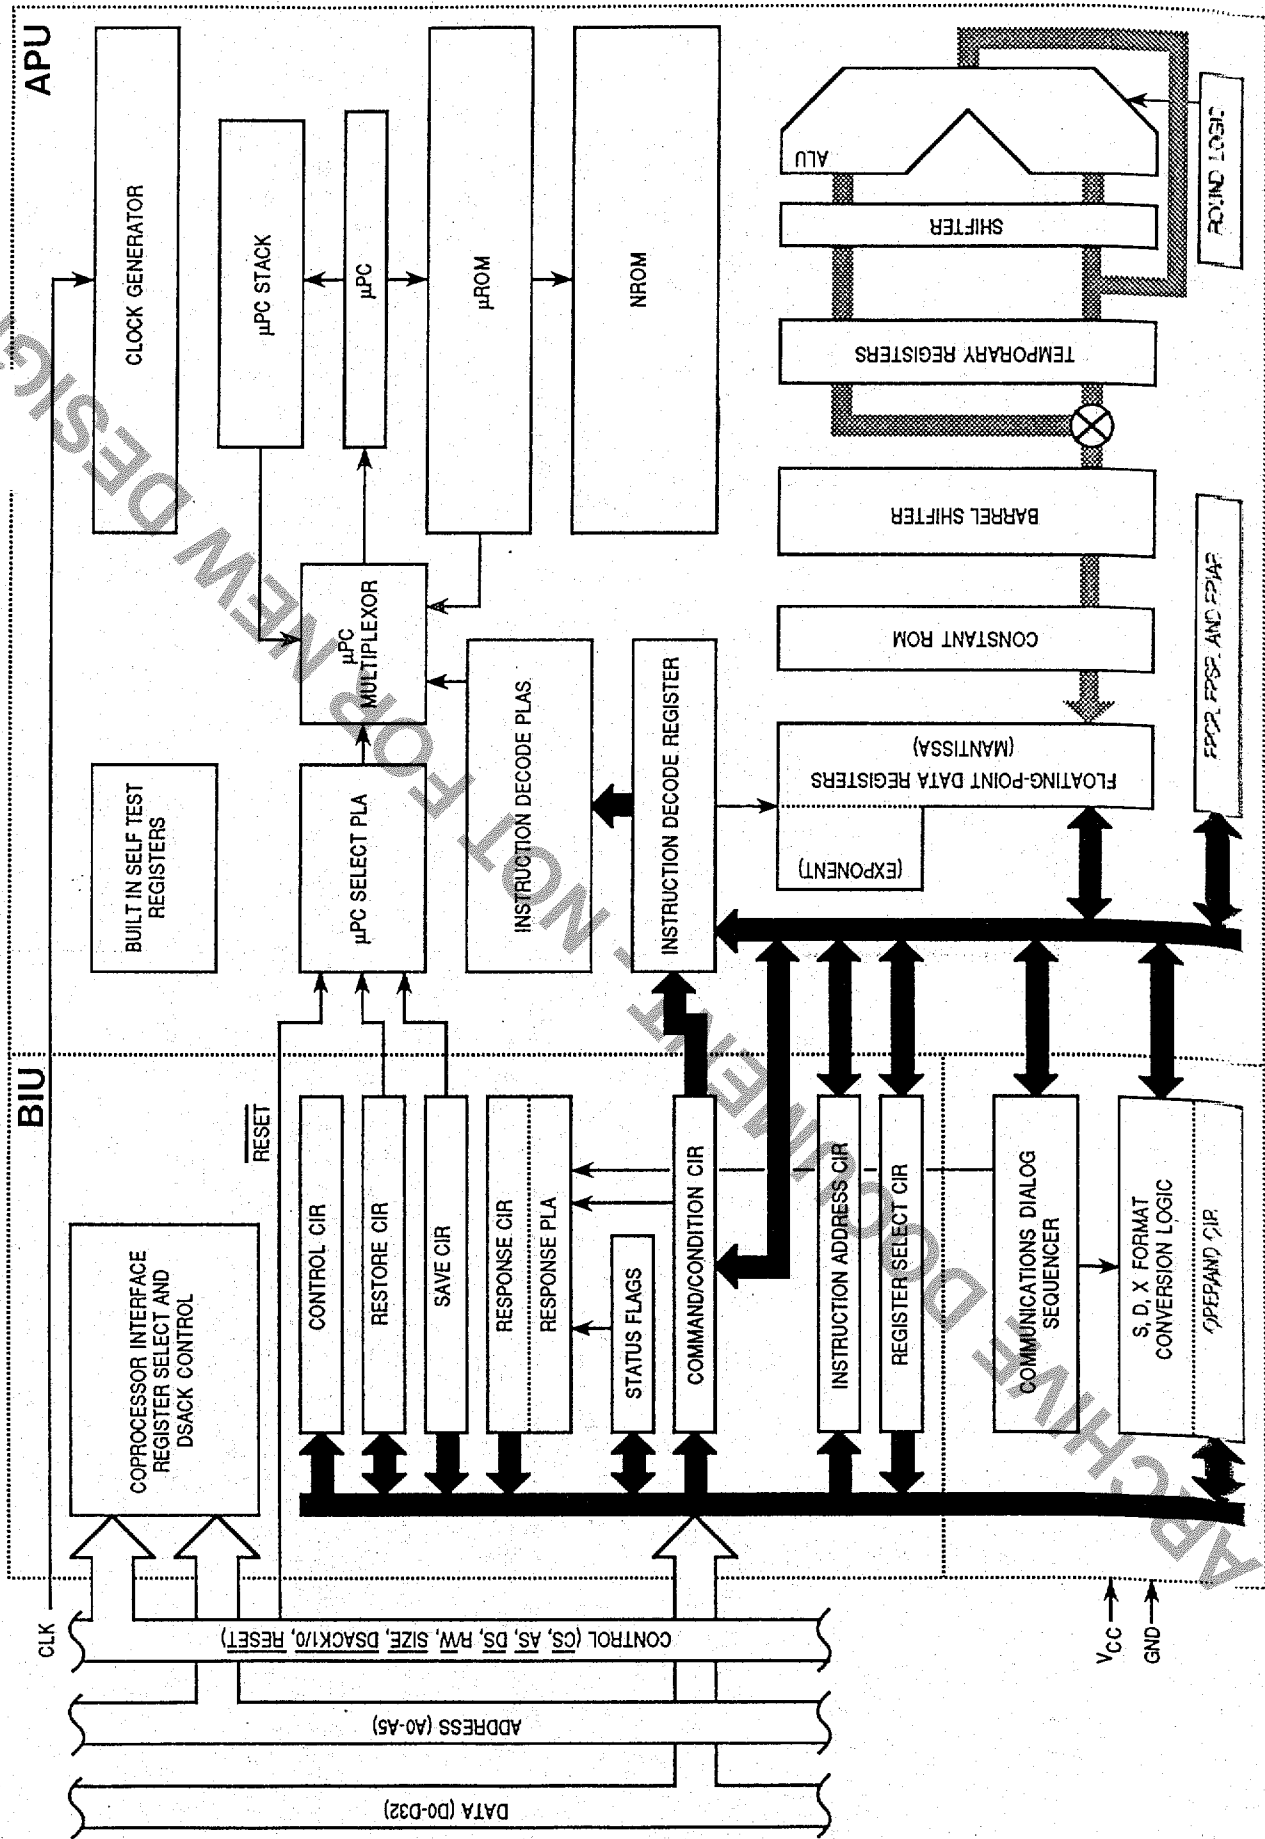 APU
CLOCK GENERATOR
µPC STACK
µPC
µROM
NROM
ALU
SHIFTER
ROUND LOGIC
TEMPORARY REGISTERS
BARREL SHIFTER
CONSTANT ROM
FLOATING-POINT DATA REGISTERS
(MANTISSA)
(EXPONENT)
FPCR, FPSR, AND FPIAR
µPC
MULTIPLEXOR
BUILT IN SELF TEST
REGISTERS
µPC SELECT PLA
INSTRUCTION DECODE PLAS
INSTRUCTION DECODE REGISTER
BIU
COPROCESSOR INTERFACE
REGISTER SELECT AND
DSACK CONTROL
RESET
CONTROL CIR
RESTORE CIR
SAVE CIR
RESPONSE CIR
RESPONSE PLA
STATUS FLAGS
COMMAND/CONDITION CIR
INSTRUCTION ADDRESS CIR
REGISTER SELECT CIR
COMMUNICATIONS DIALOG
SEQUENCER
S, D, X FORMAT
CONVERSION LOGIC
OPERAND CIR
CLK
CONTROL (CS, AS, DS, R/W, SIZE, DSACK1/0, RESET)
ADDRESS (A0-A5)
DATA (D0-D32)
VCC
GND
ARCHIVE DOCUMENT - NOT FOR NEW DESIG